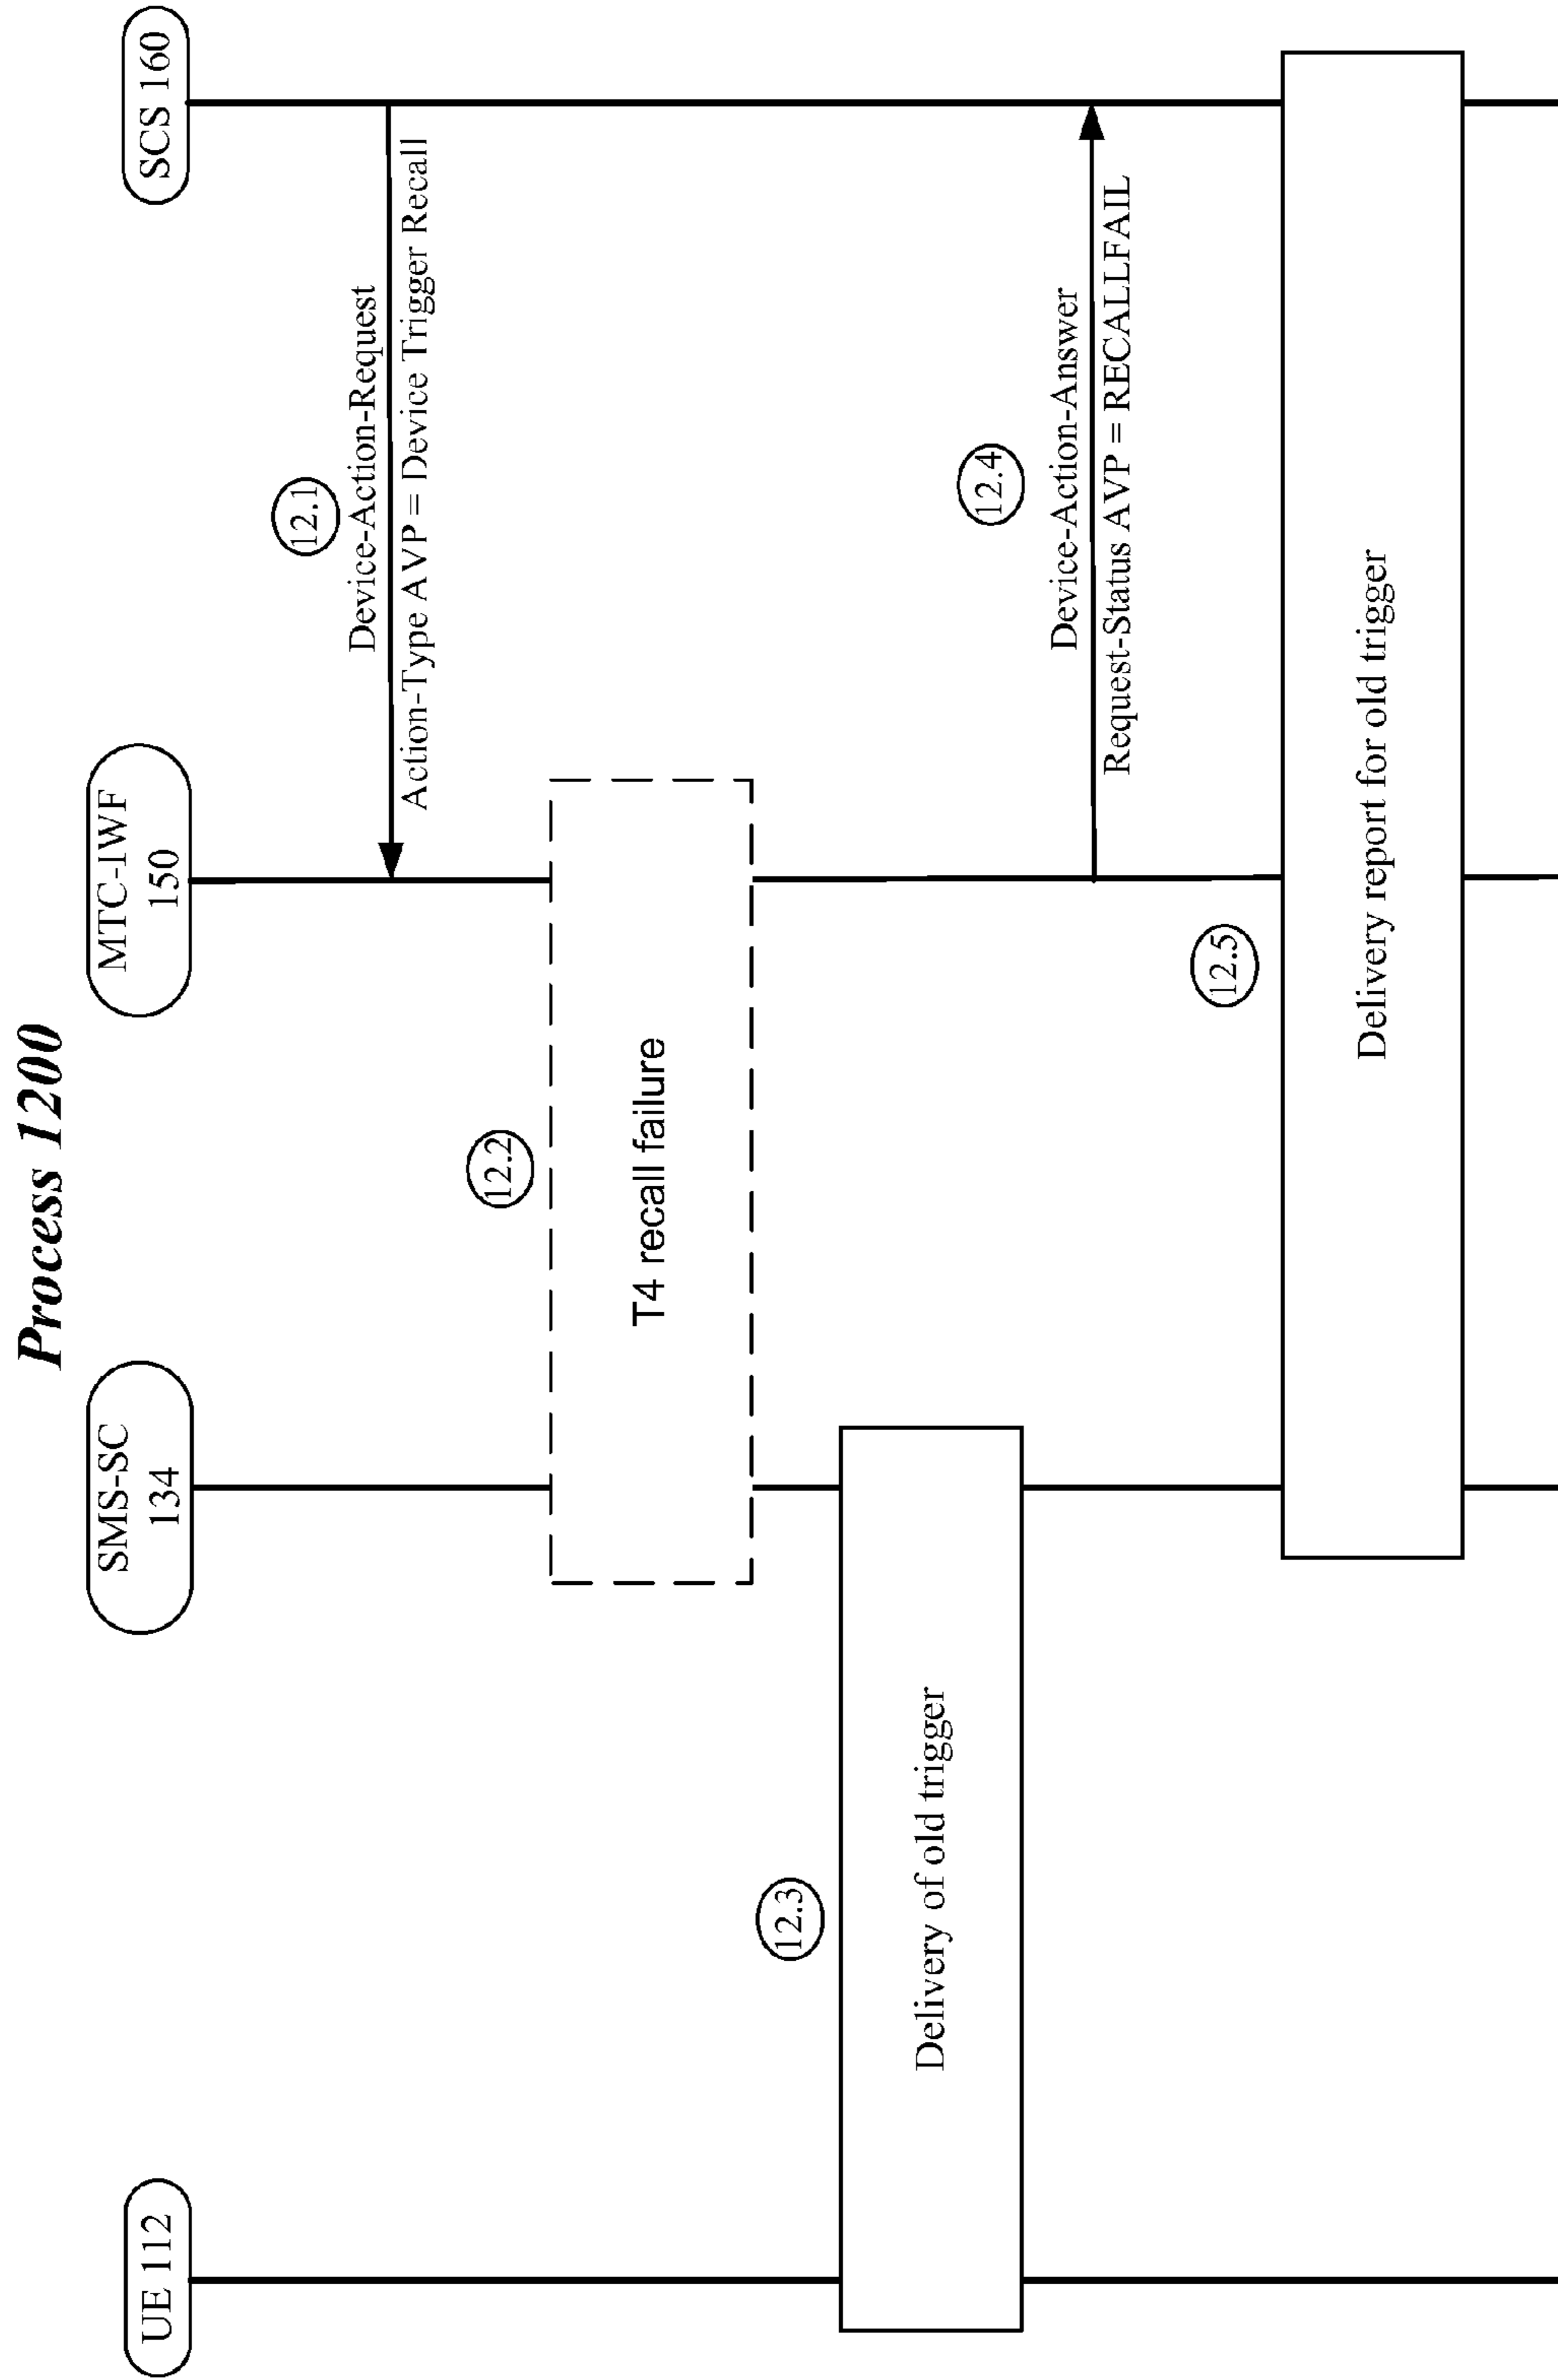 Process 1200
UE 112
SMS-SC
134
MTC-IWF
150
SCS 160
12.1
Device-Action-Request
Action-Type AVP = Device Trigger Recall
12.2
T4 recall failure
12.3
Delivery of old trigger
12.4
Device-Action-Answer
Request-Status AVP = RECALLFAIL
12.5
Delivery report for old trigger